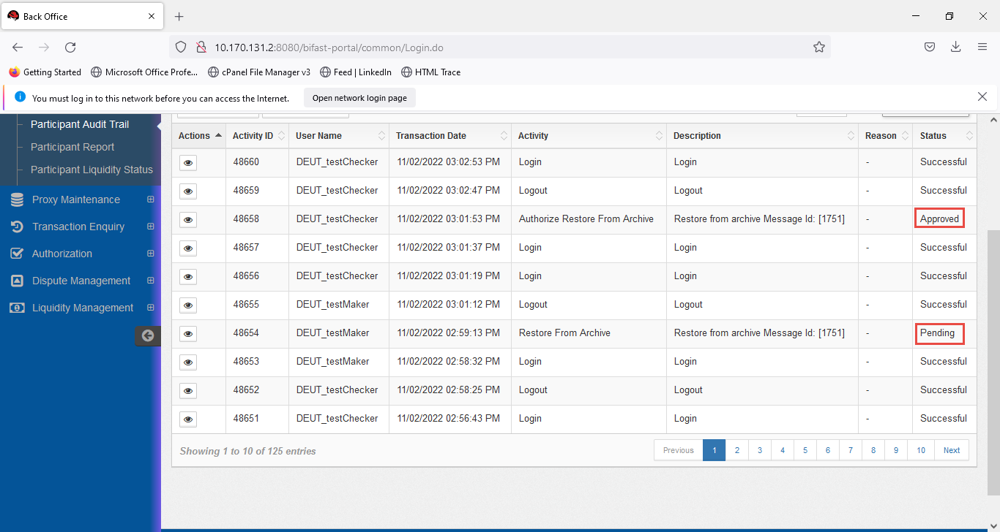 Back Office
10.170.131.2:8080/bifast-portal/common/Login.do
Getting Started Microsoft Office Profe... cPanel File Manager v3 Feed | LinkedIn HTML Trace
You must log in to this network before you can access the Internet. Open network login page
Participant Audit Trail
Participant Report
Participant Liquidity Status
Proxy Maintenance
Transaction Enquiry
Authorization
Dispute Management
Liquidity Management
Actions Activity ID User Name Transaction Date Activity Description Reason Status
48660 DEUT_testChecker 11/02/2022 03:02:53 PM Login Login - Successful
48659 DEUT_testChecker 11/02/2022 03:02:47 PM Logout Logout - Successful
48658 DEUT_testChecker 11/02/2022 03:01:53 PM Authorize Restore From Archive Restore from archive Message Id: [1751] - Approved
48657 DEUT_testChecker 11/02/2022 03:01:37 PM Login Login - Successful
48656 DEUT_testChecker 11/02/2022 03:01:19 PM Login Login - Successful
48655 DEUT_testMaker 11/02/2022 03:01:12 PM Logout Logout - Successful
48654 DEUT_testMaker 11/02/2022 02:59:13 PM Restore From Archive Restore from archive Message Id: [1751] - Pending
48653 DEUT_testMaker 11/02/2022 02:58:32 PM Login Login - Successful
48652 DEUT_testChecker 11/02/2022 02:58:25 PM Logout Logout - Successful
48651 DEUT_testChecker 11/02/2022 02:56:43 PM Login Login - Successful
Showing 1 to 10 of 125 entries
Previous 1 2 3 4 5 6 7 8 9 10 Next